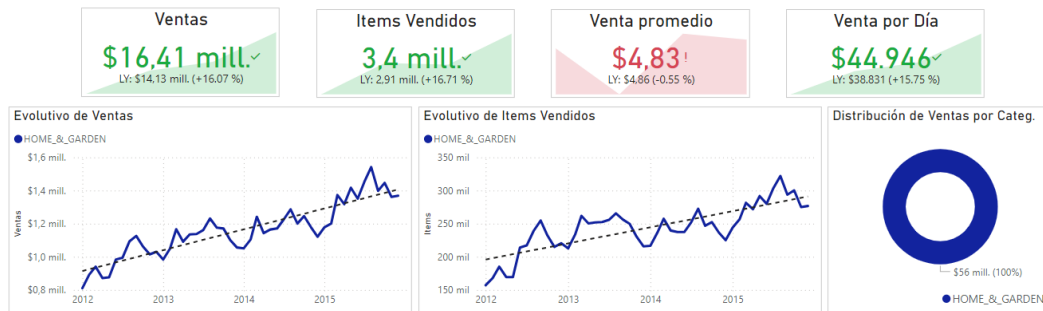 Ventas
$16,41 mill.
LY: $14.13 mill. (+16.07 %)
Items Vendidos
3,4 mill.
LY: 2.91 mill. (+16.71 %)
Venta promedio
$4,83!
LY: $4.86 (-0.55 %)
Venta por Día
$44.946
LY: $38.831 (+15.75 %)
Evolutivo de Ventas
HOME_&_GARDEN
Ventas
$1,6 mill.
$1,4 mill.
$1,2 mill.
$1,0 mill.
$0,8 mill.
2012 2013 2014 2015
Evolutivo de Items Vendidos
HOME_&_GARDEN
Items
350 mil
300 mil
250 mil
200 mil
150 mil
2012 2013 2014 2015
Distribución de Ventas por Categ.
$56 mill. (100%)
HOME_&_GARDEN